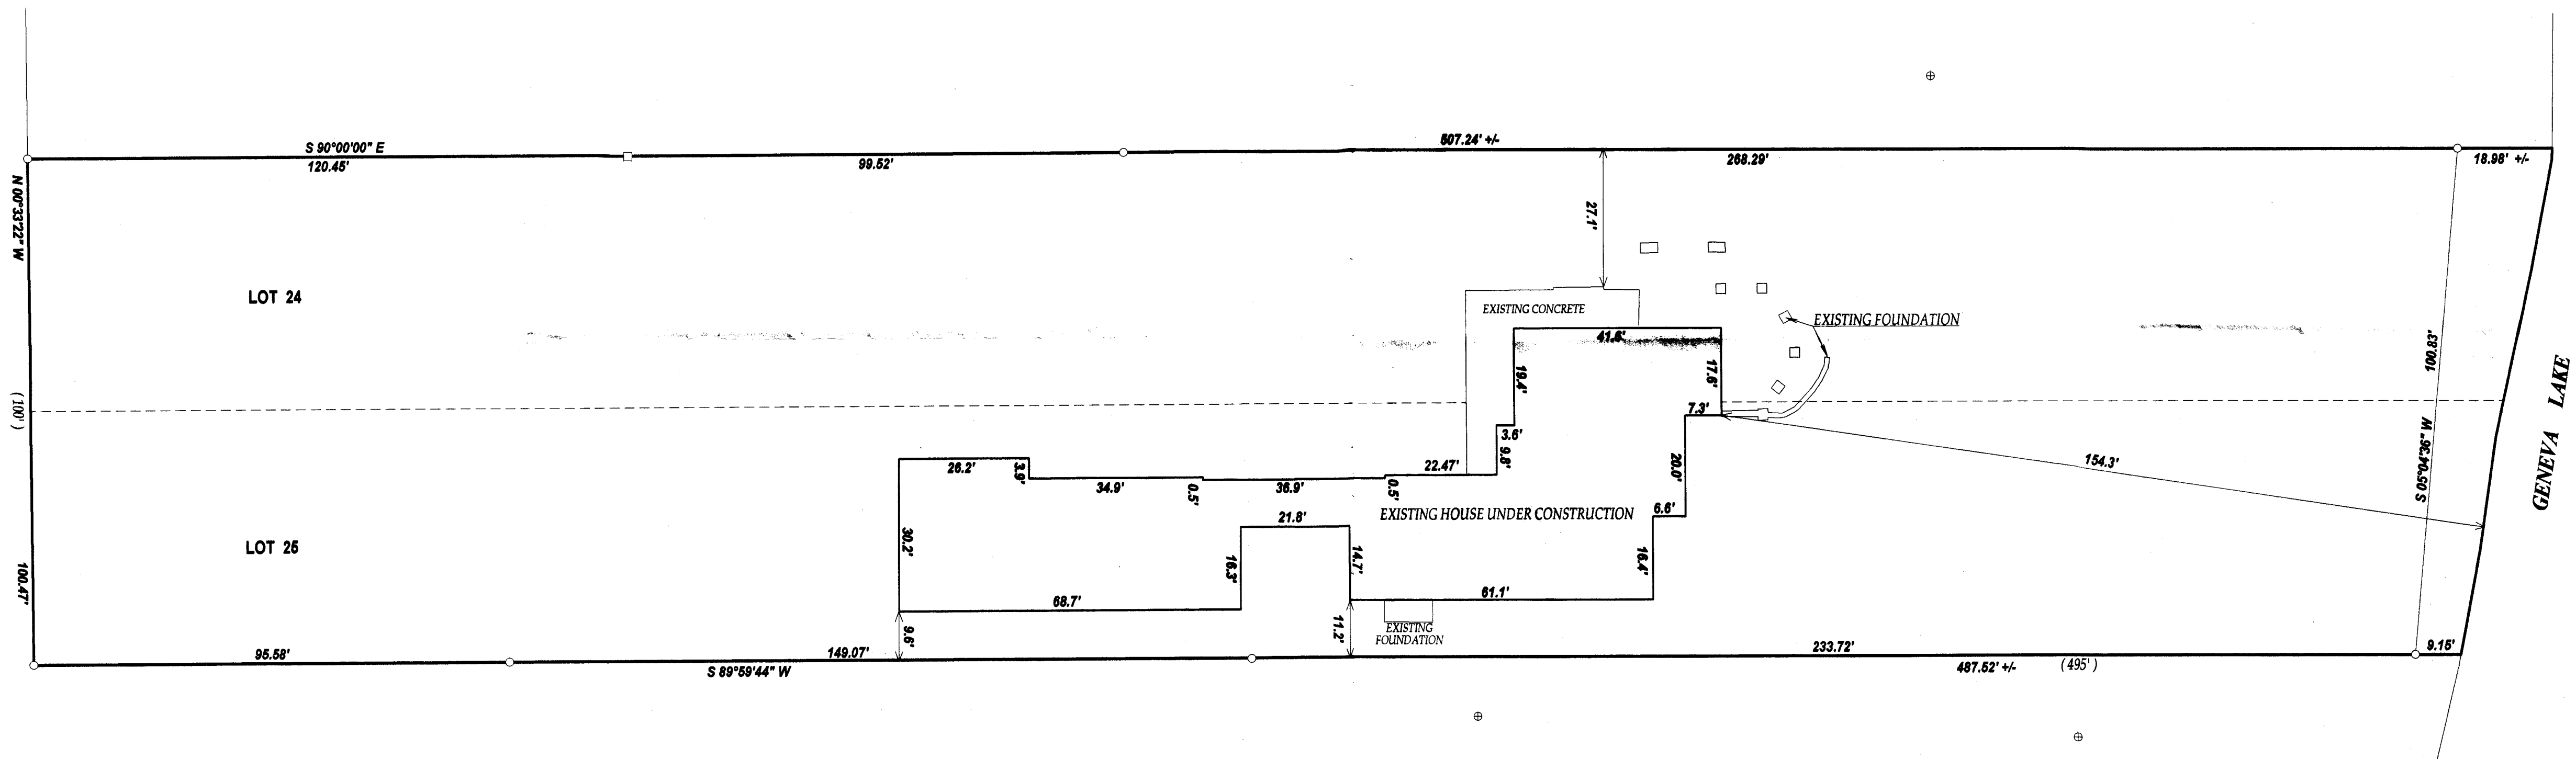 S 90°00'00" E
120.45'
99.52'
507.24' +/-
268.29'
18.98' +/-
N 00°33'22" W
27.1'
LOT 24
EXISTING CONCRETE
EXISTING FOUNDATION
41.6'
19.4'
17.6'
100.83'
GENEVA LAKE
( 100' )
7.3'
3.6'
9.8'
22.47'
26.2'
3.9'
34.9'
0.5'
36.9'
0.5'
20.0'
154.3'
S 05°04'36" W
EXISTING HOUSE UNDER CONSTRUCTION
6.6'
21.8'
LOT 25
30.2'
16.3'
14.7'
16.4'
100.47'
68.7'
61.1'
9.6'
11.2'
EXISTING
FOUNDATION
95.58'
149.07'
233.72'
9.15'
S 89°59'44" W
487.52' +/-
( 495' )